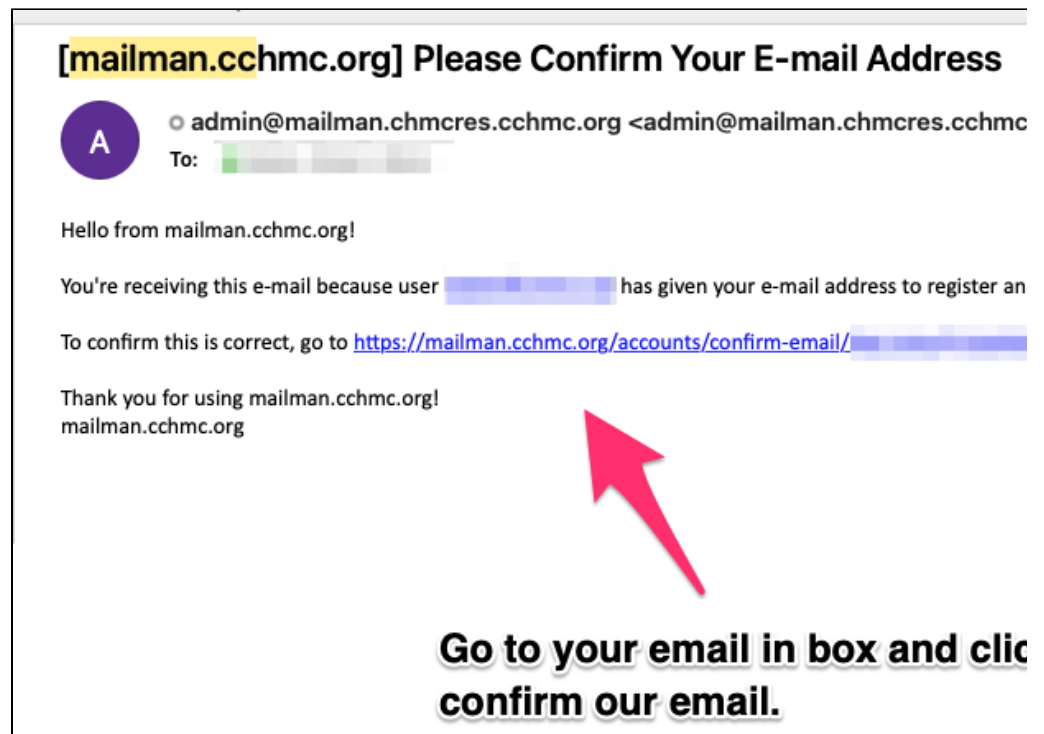 [mailman.cchmc.org] Please Confirm Your E-mail Address
A
admin@mailman.chmcres.cchmc.org <admin@mailman.chmcres.cchmc
To:
Hello from mailman.cchmc.org!
You're receiving this e-mail because user has given your e-mail address to register an
To confirm this is correct, go to https://mailman.cchmc.org/accounts/confirm-email/
Thank you for using mailman.cchmc.org!
mailman.cchmc.org
Go to your email in box and clic
confirm our email.